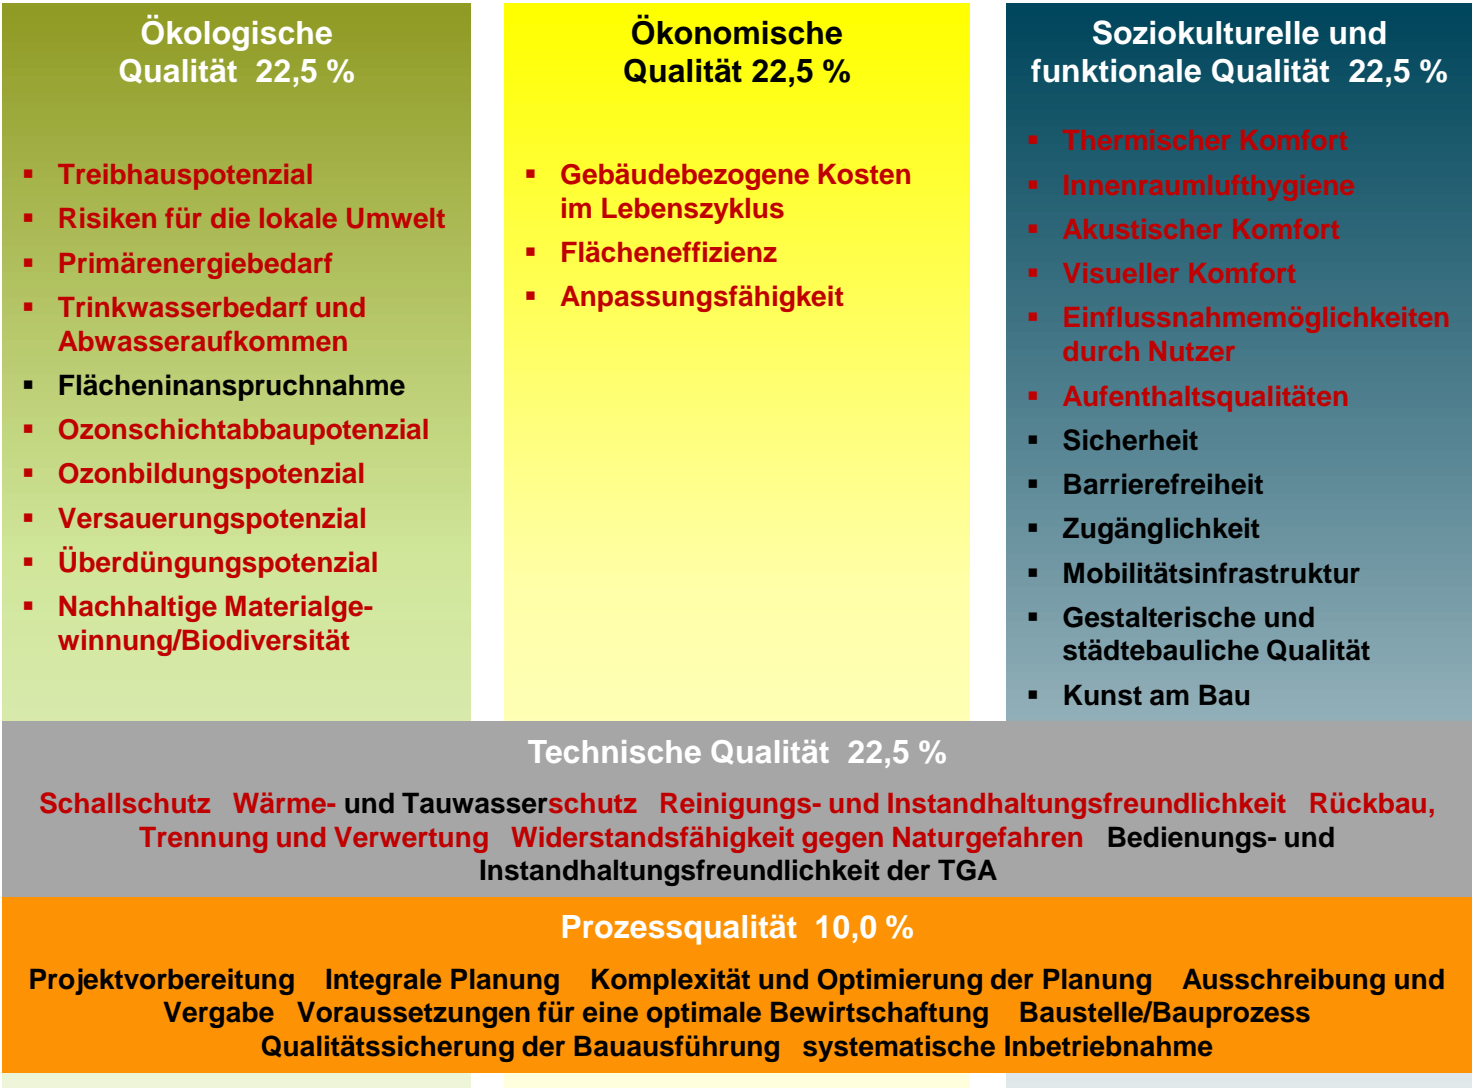 Ökologische
Qualität 22,5 %
▪ Treibhauspotenzial
▪ Risiken für die lokale Umwelt
▪ Primärenergiebedarf
▪ Trinkwasserbedarf und
Abwasseraufkommen
▪ Flächeninanspruchnahme
▪ Ozonschichtabbaupotenzial
▪ Ozonbildungspotenzial
▪ Versauerungspotenzial
▪ Überdüngungspotenzial
▪ Nachhaltige Materialge-
winnung/Biodiversität
Ökonomische
Qualität 22,5 %
▪ Gebäudebezogene Kosten
im Lebenszyklus
▪ Flächeneffizienz
▪ Anpassungsfähigkeit
Soziokulturelle und
funktionale Qualität 22,5 %
▪ Thermischer Komfort
▪ Innenraumlufthygiene
▪ Akustischer Komfort
▪ Visueller Komfort
▪ Einflussnahmemöglichkeiten
durch Nutzer
▪ Aufenthaltsqualitäten
▪ Sicherheit
▪ Barrierefreiheit
▪ Zugänglichkeit
▪ Mobilitätsinfrastruktur
▪ Gestalterische und
städtebauliche Qualität
▪ Kunst am Bau
Technische Qualität 22,5 %
Schallschutz Wärme- und Tauwasserschutz Reinigungs- und Instandhaltungsfreundlichkeit Rückbau,
Trennung und Verwertung Widerstandsfähigkeit gegen Naturgefahren Bedienungs- und
Instandhaltungsfreundlichkeit der TGA
Prozessqualität 10,0 %
Projektvorbereitung Integrale Planung Komplexität und Optimierung der Planung Ausschreibung und
Vergabe Voraussetzungen für eine optimale Bewirtschaftung Baustelle/Bauprozess
Qualitätssicherung der Bauausführung systematische Inbetriebnahme